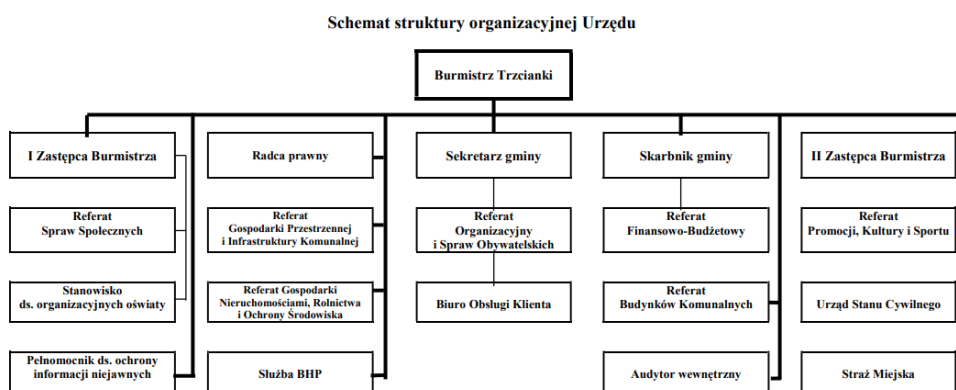 Schemat struktury organizacyjnej Urzędu
Burmistrz Trzcianki
I Zastępca Burmistrza
Radca prawny
Sekretarz gminy
Skarbnik gminy
II Zastępca Burmistrza
Referat
Spraw Społecznych
Referat
Gospodarki Przestrzennej
i Infrastruktury Komunalnej
Referat
Organizacyjny
i Spraw Obywatelskich
Referat
Finansowo-Budżetowy
Referat
Promocji, Kultury i Sportu
Stanowisko
ds. organizacyjnych oświaty
Referat Gospodarki
Nieruchomościami, Rolnictwa
i Ochrony Środowiska
Biuro Obsługi Klienta
Referat
Budynków Komunalnych
Urząd Stanu Cywilnego
Pełnomocnik ds. ochrony
informacji niejawnych
Służba BHP
Audytor wewnętrzny
Straż Miejska